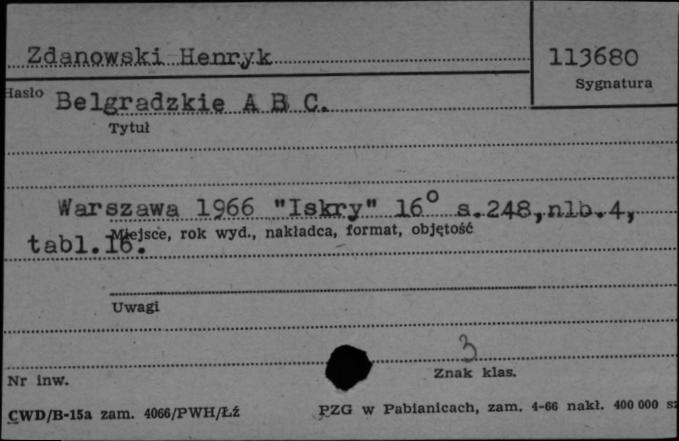 Zdanowski Henryk
113680
Sygnatura
Hasło
Belgradzkie A B C.
Tytuł
Warszawa 1966 "Iskry" 16° s.248,nlb.4,
Miejsce, rok wyd., nakładca, format, objętość
tabl.16.
Uwagi
3
Nr inw.
Znak klas.
CWD/B-15a zam. 4066/PWH/Łź
PZG w Pabianicach, zam. 4-66 nakł. 400 000 sz